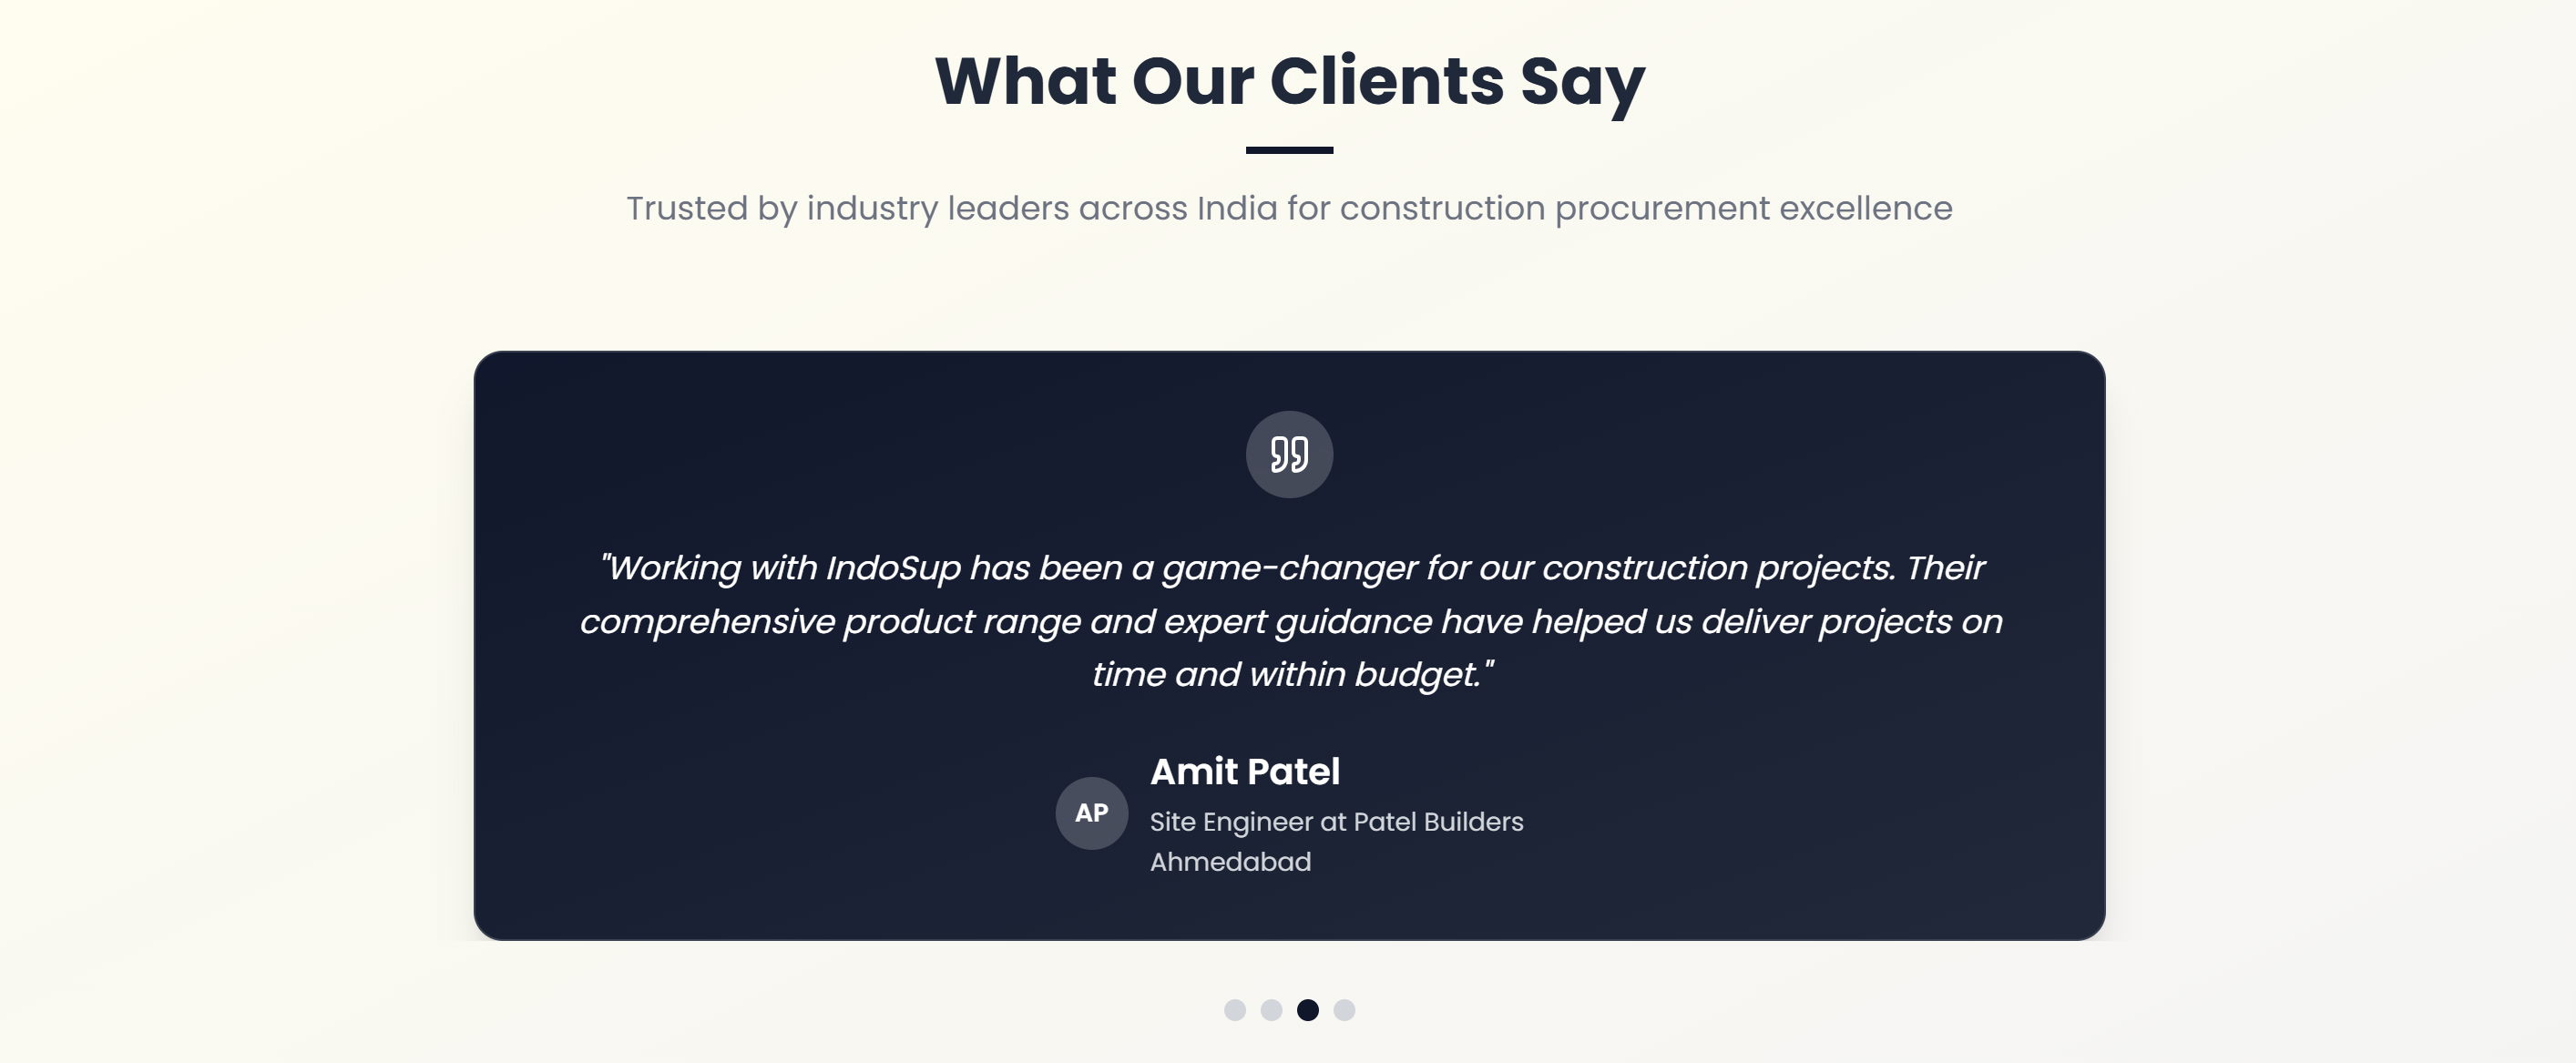 What Our Clients Say
Trusted by industry leaders across India for construction procurement excellence
"Working with IndoSup has been a game-changer for our construction projects. Their
comprehensive product range and expert guidance have helped us deliver projects on
time and within budget."
AP
Amit Patel
Site Engineer at Patel Builders
Ahmedabad